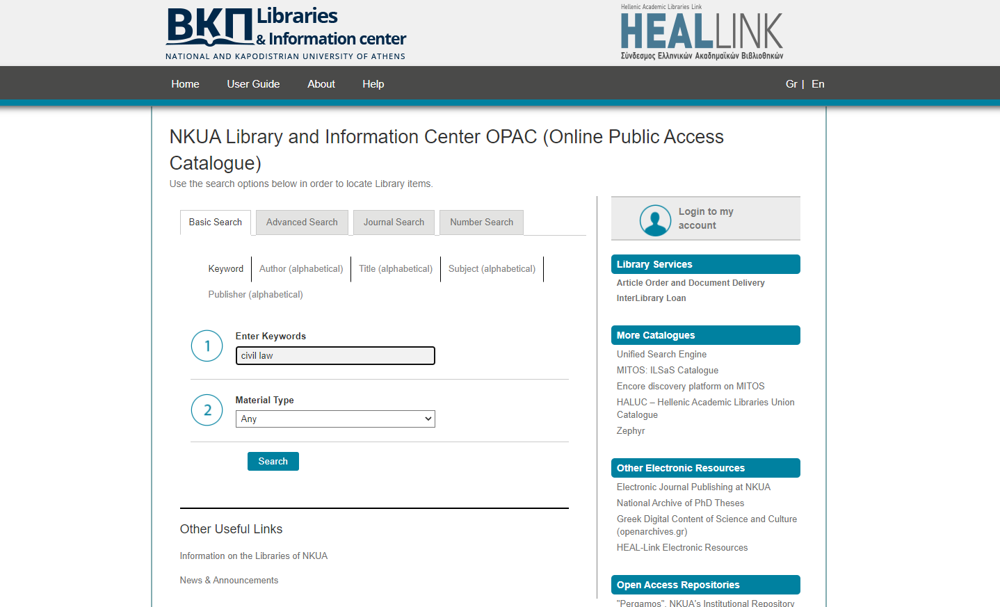 ΒΚΠ Libraries
& Information center
NATIONAL AND KAPODISTRIAN UNIVERSITY OF ATHENS
Hellenic Academic Libraries Link
HEALLINK
Σύνδεσμος Ελληνικών Ακαδημαϊκών Βιβλιοθηκών
Home User Guide About Help Gr | En
NKUA Library and Information Center OPAC (Online Public Access
Catalogue)
Use the search options below in order to locate Library items.
Basic Search Advanced Search Journal Search Number Search
Keyword Author (alphabetical) Title (alphabetical) Subject (alphabetical)
Publisher (alphabetical)
1 Enter Keywords
civil law
2 Material Type
Any
Search
Other Useful Links
Information on the Libraries of NKUA
News & Announcements
Login to my
account
Library Services
Article Order and Document Delivery
InterLibrary Loan
More Catalogues
Unified Search Engine
MITOS: ILSaS Catalogue
Encore discovery platform on MITOS
HALUC – Hellenic Academic Libraries Union
Catalogue
Zephyr
Other Electronic Resources
Electronic Journal Publishing at NKUA
National Archive of PhD Theses
Greek Digital Content of Science and Culture
(openarchives.gr)
HEAL-Link Electronic Resources
Open Access Repositories
"Pergamos", NKUA's Institutional Repository